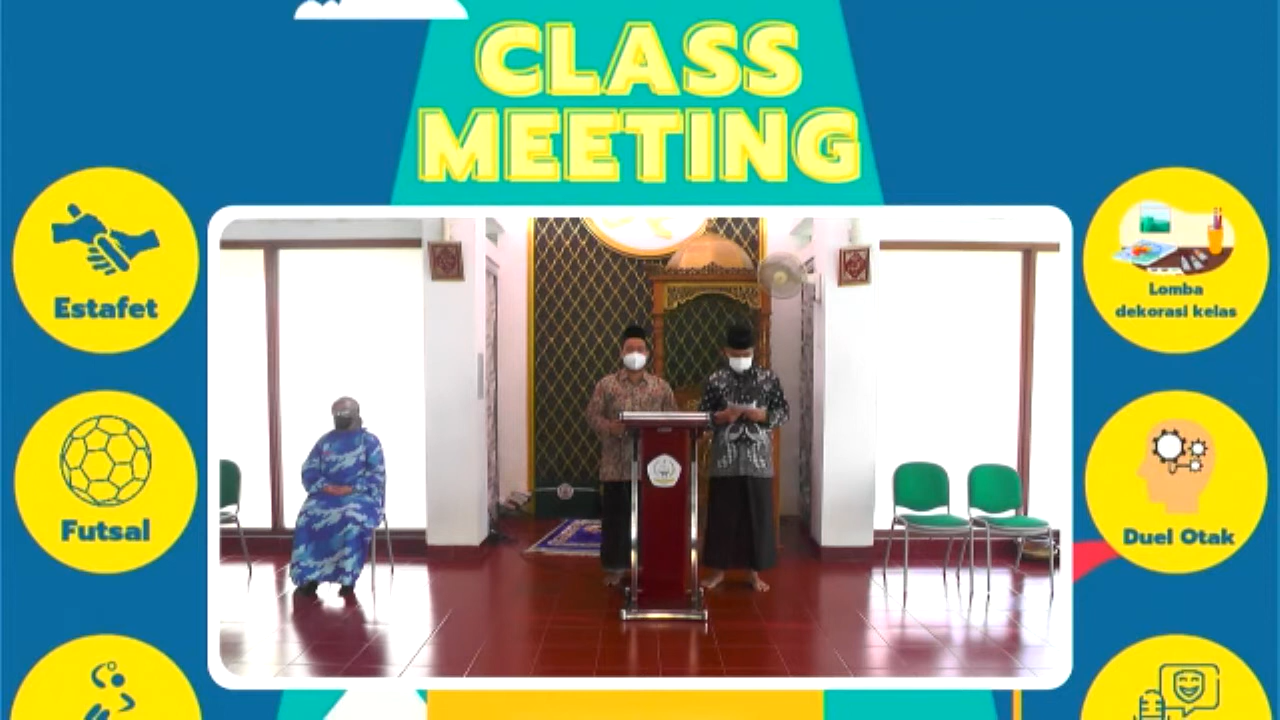 CLASS
MEETING
Estafet
Futsal
Lomba
dekorasi kelas
Duel Otak